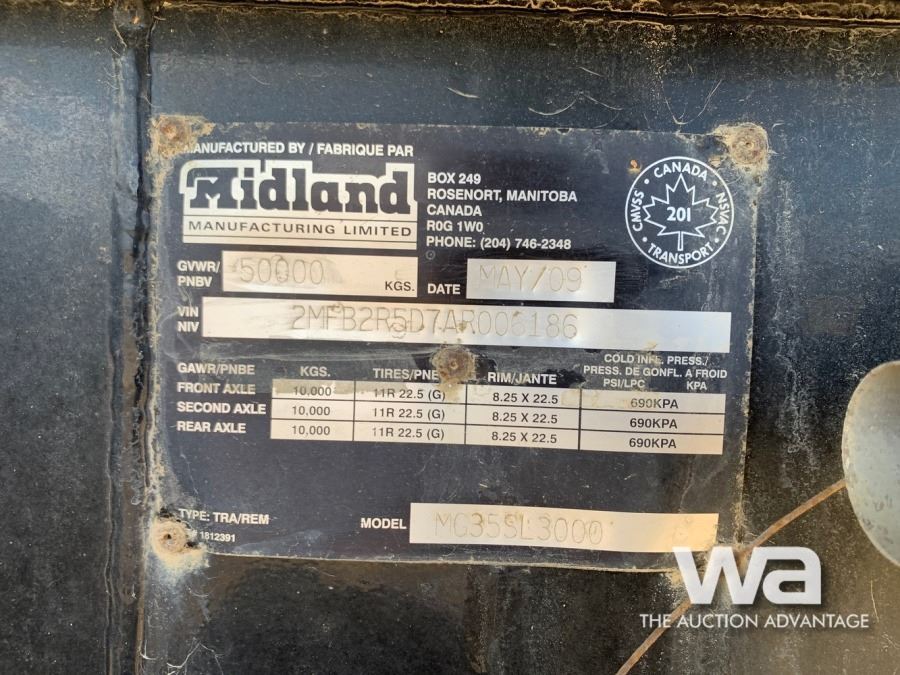 MANUFACTURED BY / FABRIQUE PAR
Midland
MANUFACTURING LIMITED
BOX 249
ROSENORT, MANITOBA
CANADA
R0G 1W0
PHONE: (204) 746-2348
CANADA
CMVSS 201 NSVAC
TRANSPORT
GVWR/
PNBV 50000 KGS. DATE MAY/09
VIN
NIV 2MFB2R5D7AR006186
COLD INFL. PRESS./
GAWR/PNBE KGS. TIRES/PNE RIM/JANTE PRESS. DE GONFL. A FROID
PSI/LPC KPA
FRONT AXLE 10,000 11R 22.5 (G) 8.25 X 22.5 690KPA
SECOND AXLE 10,000 11R 22.5 (G) 8.25 X 22.5 690KPA
REAR AXLE 10,000 11R 22.5 (G) 8.25 X 22.5 690KPA
TYPE: TRA/REM MODEL MG35SL3000
1812391
wa
THE AUCTION ADVANTAGE